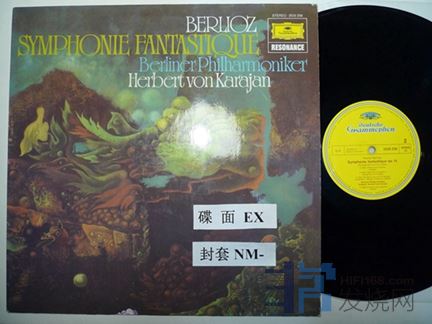 BERLIOZ
SYMPHONIE FANTASTIQUE
Berliner Philharmoniker
Herbert von Karajan
STEREO
RESONANCE
碟 面 EX
封套 NM-
Deutsche
Grammophon
HIFI168.com
发烧网